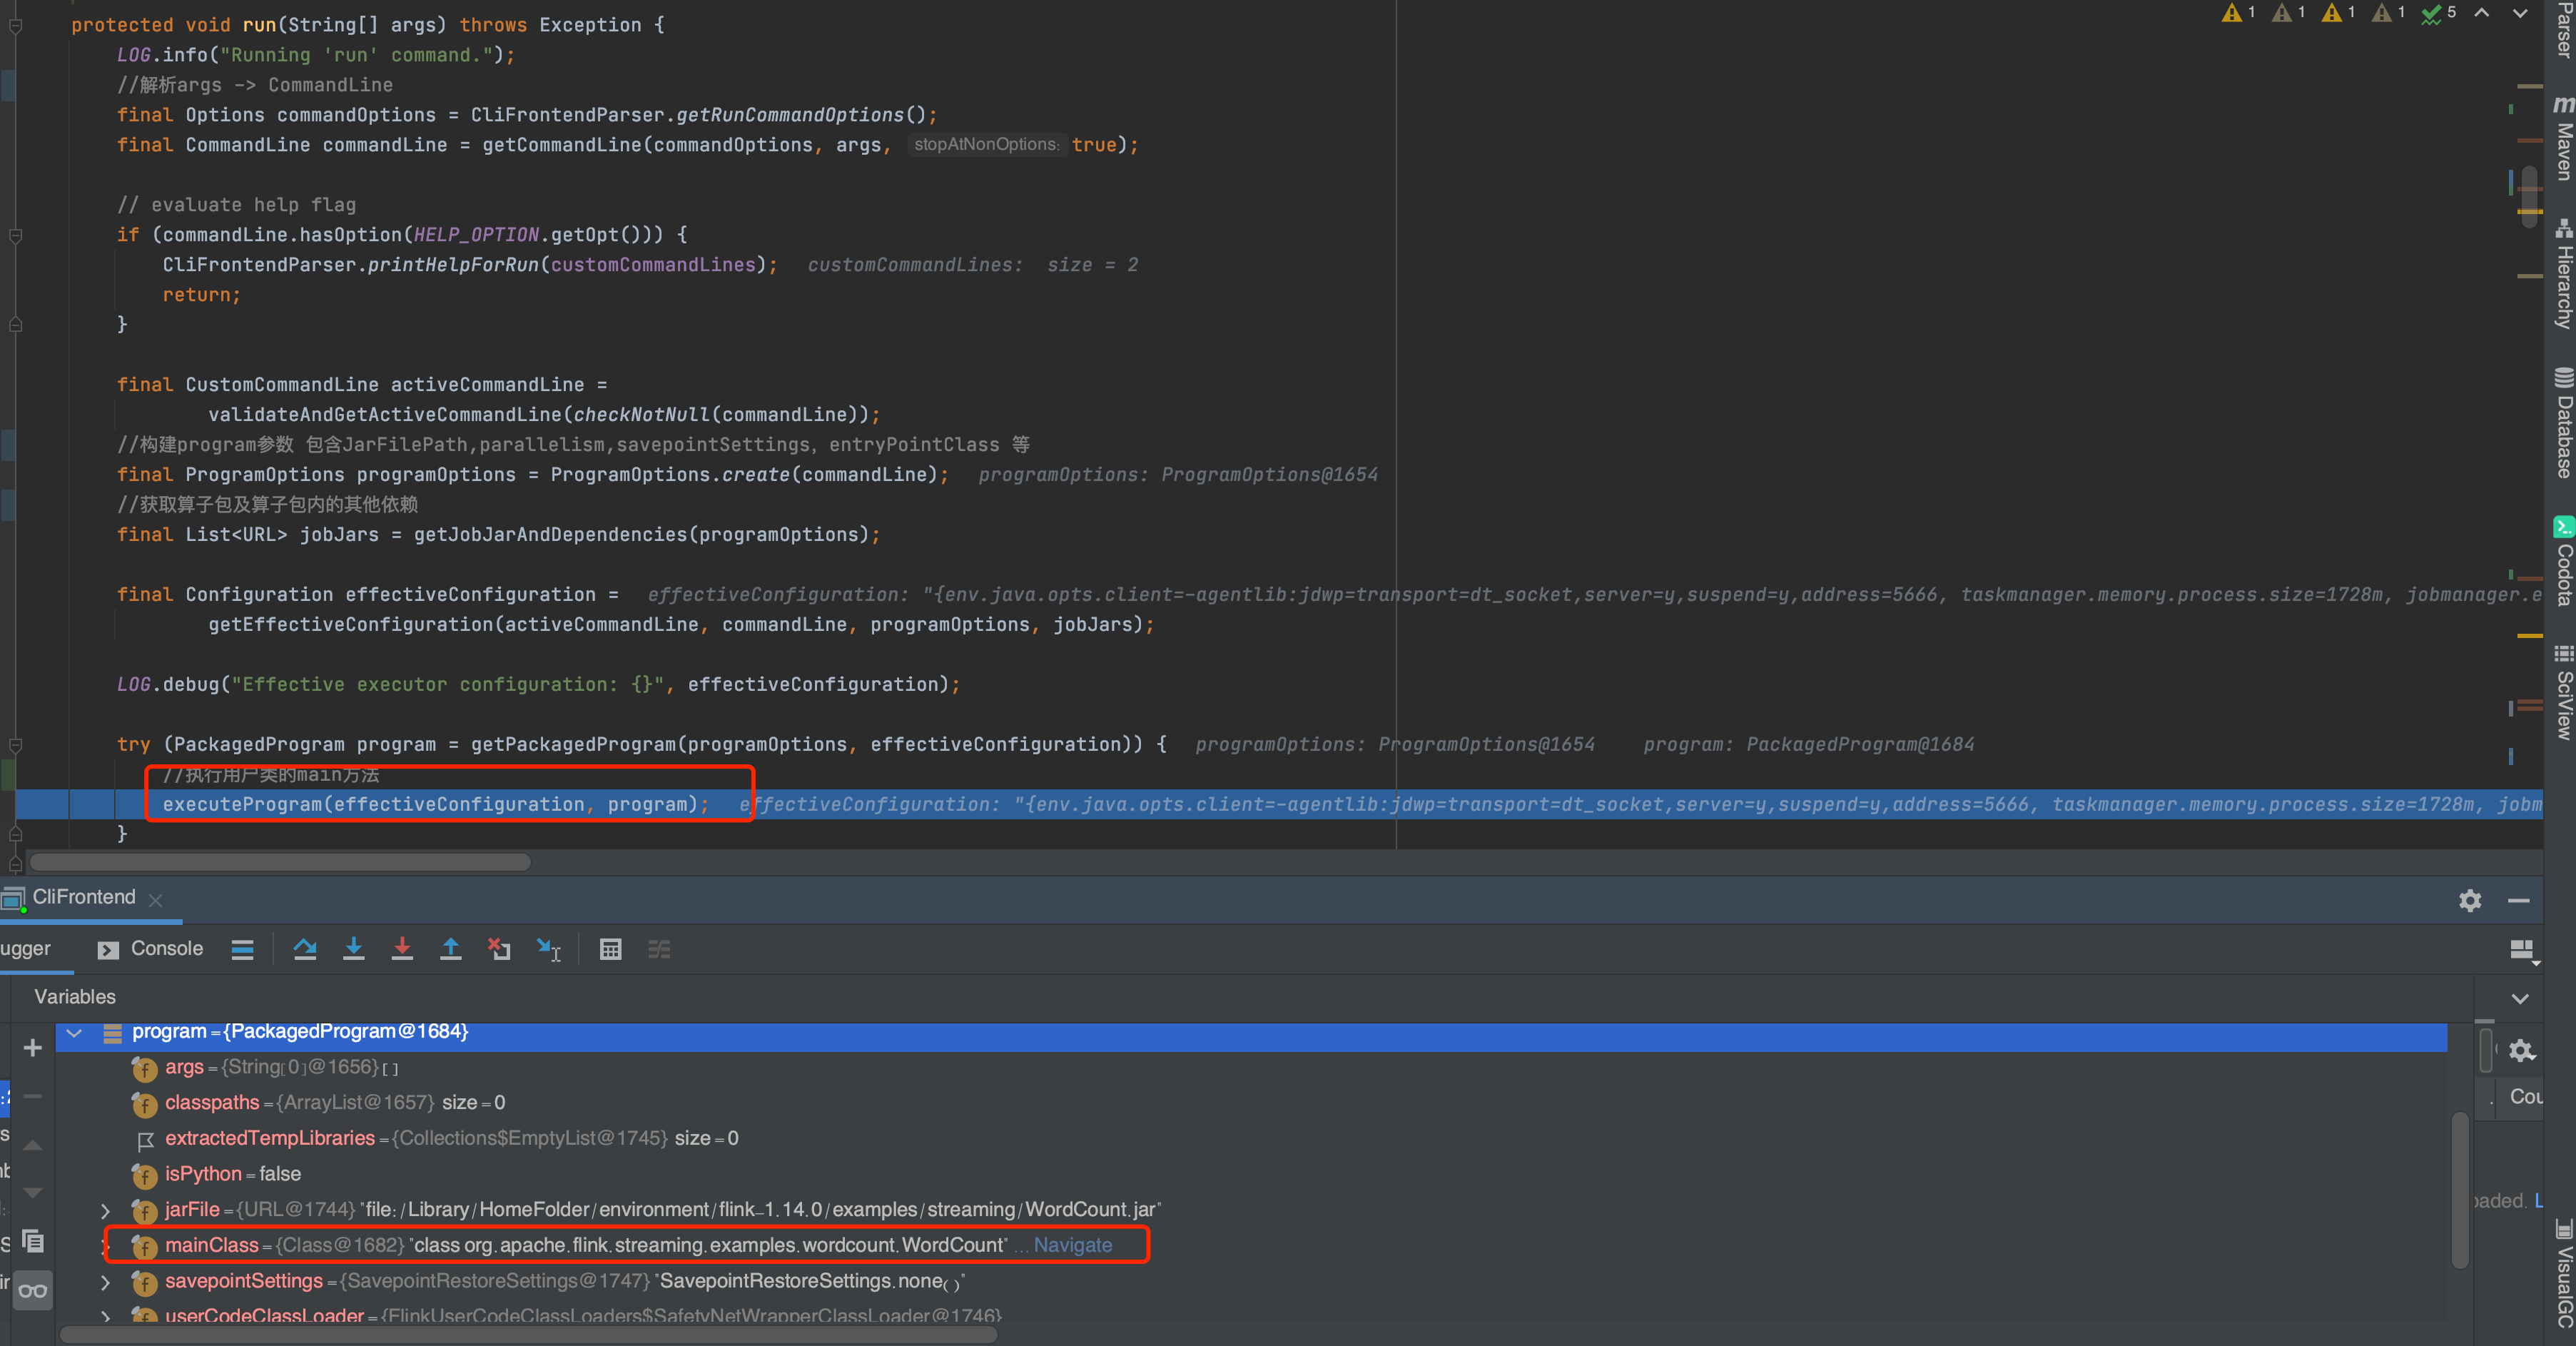 protected void run(String[] args) throws Exception {
1 1 1 1 5
LOG.info("Running 'run' command.");
//解析args -> CommandLine
final Options commandOptions = CliFrontendParser.getRunCommandOptions();
final CommandLine commandLine = getCommandLine(commandOptions, args, stopAtNonOptions: true);
// evaluate help flag
if (commandLine.hasOption(HELP_OPTION.getOpt())) {
CliFrontendParser.printHelpForRun(customCommandLines); customCommandLines: size = 2
return;
}
final CustomCommandLine activeCommandLine =
validateAndGetActiveCommandLine(checkNotNull(commandLine));
//构建program参数 包含JarFilePath,parallelism,savepointSettings, entryPointClass 等
final ProgramOptions programOptions = ProgramOptions.create(commandLine); programOptions: ProgramOptions@1654
//获取算子包及算子包内的其他依赖
final List<URL> jobJars = getJobJarAndDependencies(programOptions);
final Configuration effectiveConfiguration = effectiveConfiguration: "{env.java.opts.client=-agentlib:jdwp=transport=dt_socket,server=y,suspend=y,address=5666, taskmanager.memory.process.size=1728m, jobmanager.e
getEffectiveConfiguration(activeCommandLine, commandLine, programOptions, jobJars);
LOG.debug("Effective executor configuration: {}", effectiveConfiguration);
try (PackagedProgram program = getPackagedProgram(programOptions, effectiveConfiguration)) { programOptions: ProgramOptions@1654 program: PackagedProgram@1684
//执行用户类的main方法
executeProgram(effectiveConfiguration, program); effectiveConfiguration: "{env.java.opts.client=-agentlib:jdwp=transport=dt_socket,server=y,suspend=y,address=5666, taskmanager.memory.process.size=1728m, jobm
}
Parser
Maven
Hierarchy
Database
Codota
SciView
VisualGC
CliFrontend
ugger
Console
Variables
program = {PackagedProgram@1684}
args = {String[0]@1656} []
classpaths = {ArrayList@1657} size = 0
extractedTempLibraries = {Collections$EmptyList@1745} size = 0
isPython = false
jarFile = {URL@1744} "file:/Library/HomeFolder/environment/flink-1.14.0/examples/streaming/WordCount.jar"
mainClass = {Class@1682} "class org.apache.flink.streaming.examples.wordcount.WordCount" ... Navigate
savepointSettings = {SavepointRestoreSettings@1747} "SavepointRestoreSettings.none()"
userCodeClassLoader = {FlinkUserCodeClassLoaders$SafetyNetWrapperClassLoader@1746}
Cou
aded. L